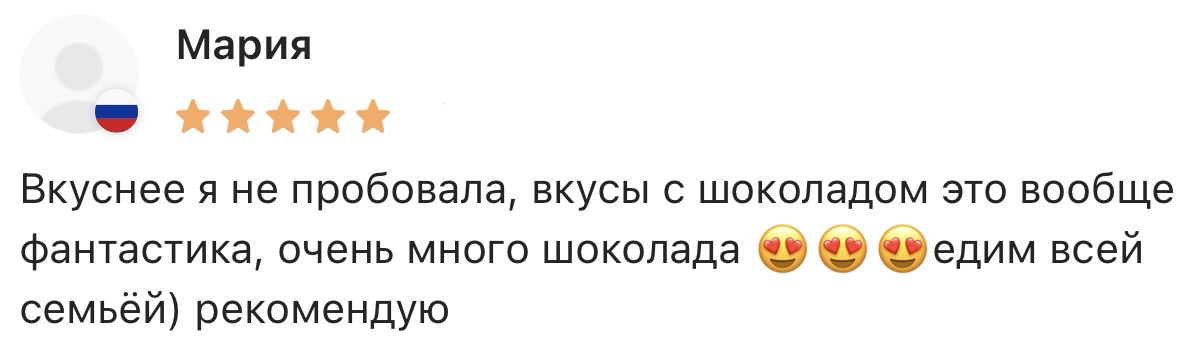 Мария
Вкуснее я не пробовала, вкусы с шоколадом это вообще
фантастика, очень много шоколада 😍😍😍едим всей
семьёй) рекомендую